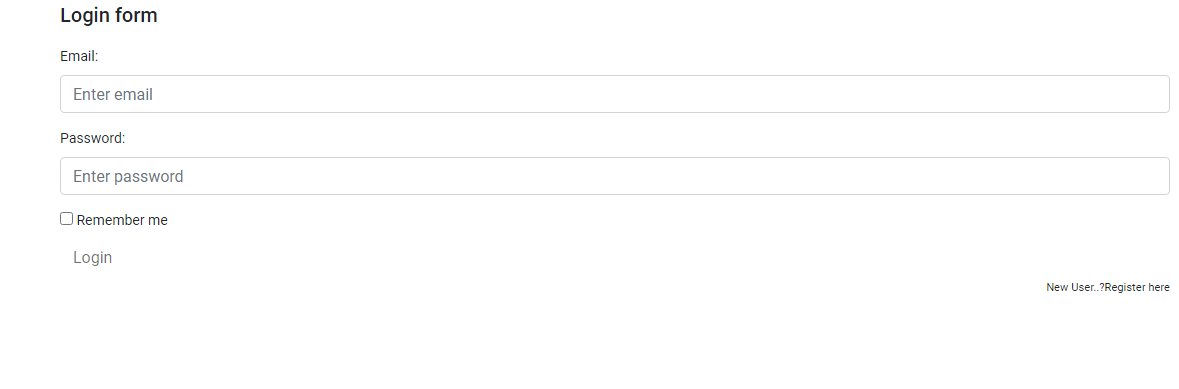 Login form
Email:
Enter email
Password:
Enter password
Remember me
Login
New User..?Register here